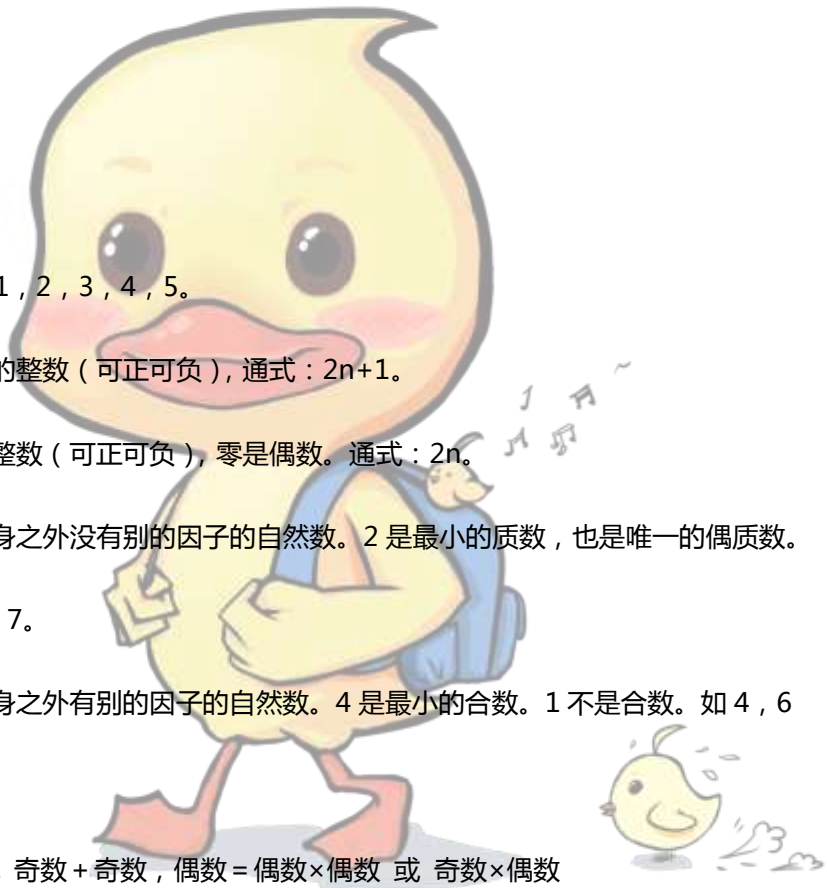 1，2，3，4，5。
的整数（可正可负），通式：2n+1。
整数（可正可负），零是偶数。通式：2n。
身之外没有别的因子的自然数。2 是最小的质数，也是唯一的偶质数。
7。
身之外有别的因子的自然数。4 是最小的合数。1 不是合数。如 4，6
奇数＋奇数，偶数＝偶数×偶数 或 奇数×偶数